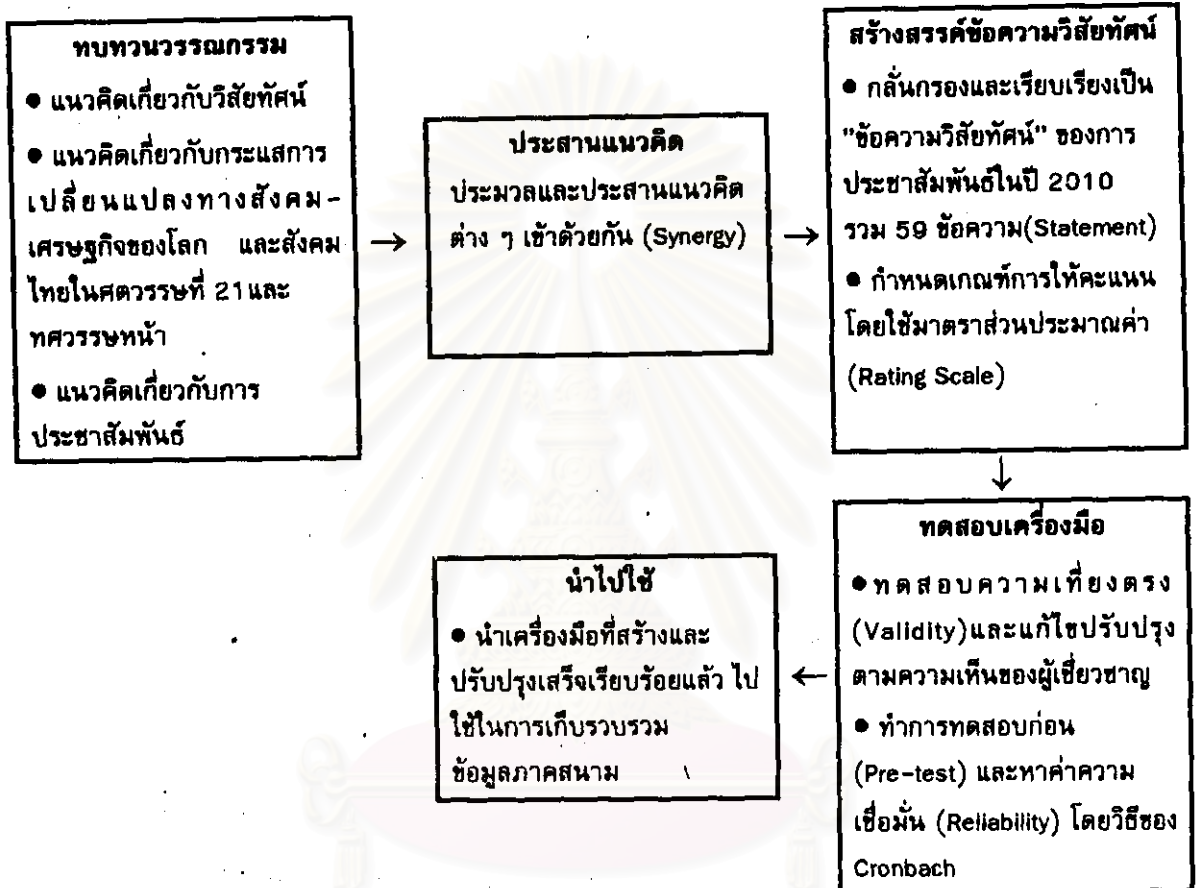 ทบทวนวรรณกรรม
● แนวคิดเกี่ยวกับวิสัยทัศน์
● แนวคิดเกี่ยวกับกระแสการ
เปลี่ยนแปลงทางสังคม-
เศรษฐกิจของโลก และสังคม
ไทยในศตวรรษที่ 21 และ
ทศวรรษหน้า
● แนวคิดเกี่ยวกับการ
ประชาสัมพันธ์
→
ประสานแนวคิด
ประมวลและประสานแนวคิด
ต่าง ๆ เข้าด้วยกัน (Synergy)
→
สร้างสรรค์ข้อความวิสัยทัศน์
● กลั่นกรองและเรียบเรียงเป็น
"ข้อความวิสัยทัศน์" ของการ
ประชาสัมพันธ์ในปี 2010
รวม 59 ข้อความ(Statement)
● กำหนดเกณฑ์การให้คะแนน
โดยใช้มาตราส่วนประมาณค่า
(Rating Scale)
↓
ทดสอบเครื่องมือ
●ทดสอบความเที่ยงตรง
(Validity)และแก้ไขปรับปรุง
ตามความเห็นของผู้เชี่ยวชาญ
● ทำการทดสอบก่อน
(Pre-test) และหาค่าความ
เชื่อมั่น (Reliability) โดยวิธีของ
Cronbach
←
นำไปใช้
● นำเครื่องมือที่สร้างและ
ปรับปรุงเสร็จเรียบร้อยแล้ว ไป
ใช้ในการเก็บรวบรวม
ข้อมูลภาคสนาม